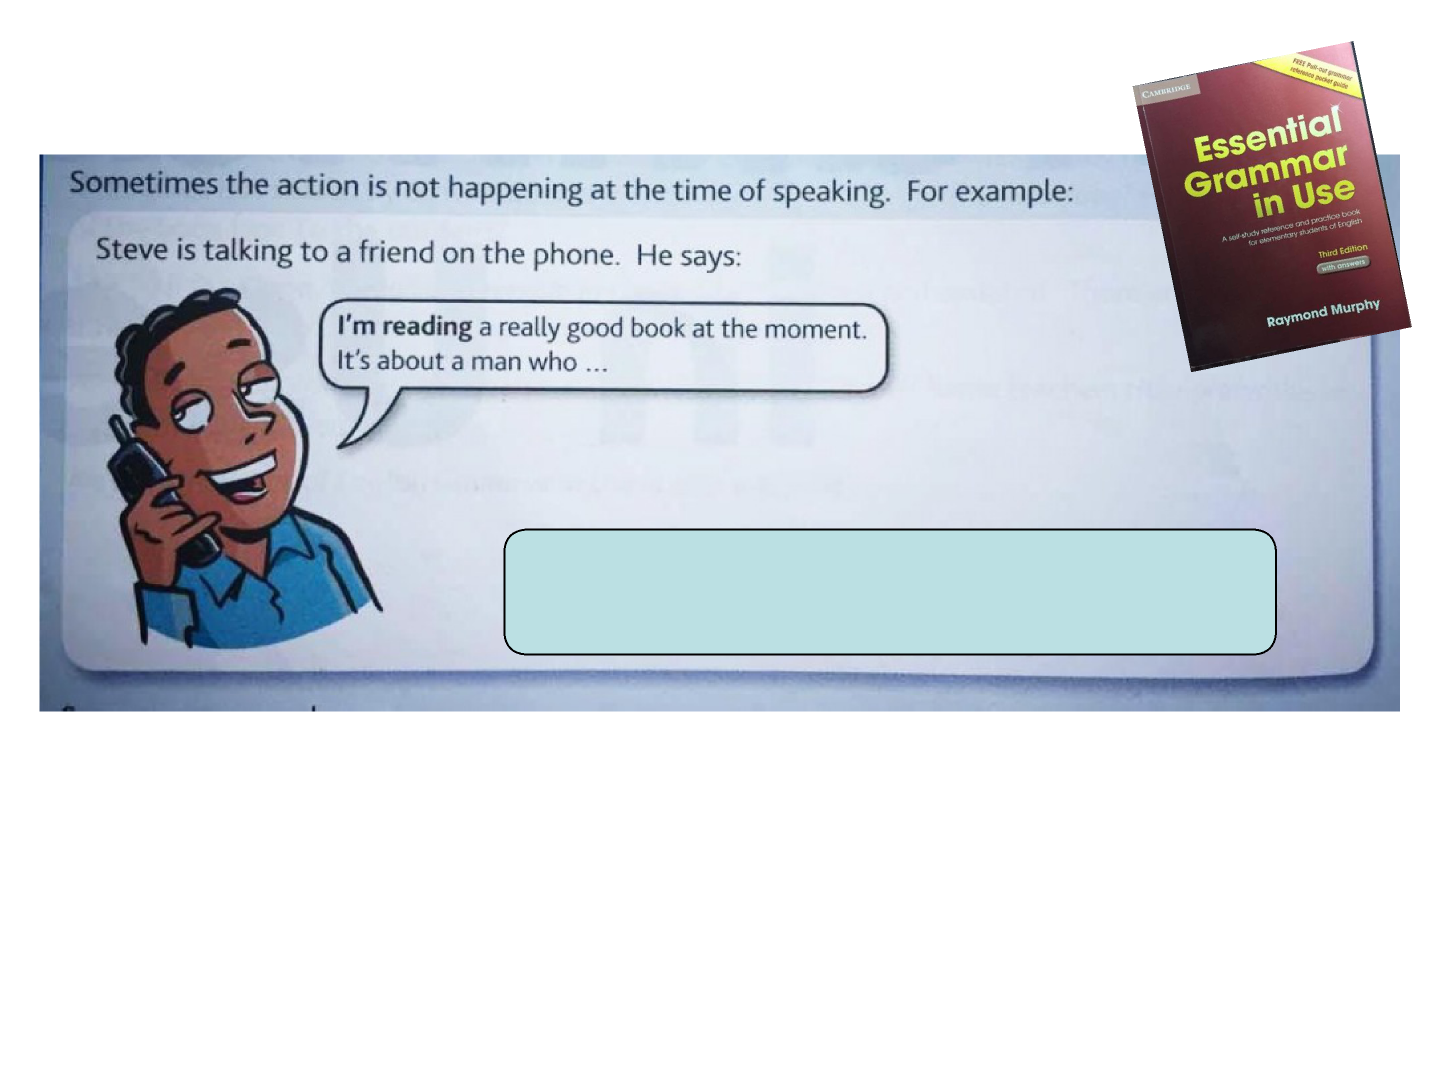 CAMBRIDGE
FREE Pull-out grammar
reference pocket guide
Essential
Grammar
in Use
A self-study reference and practice book
for elementary students of English
Third Edition
with answers
Raymond Murphy
Sometimes the action is not happening at the time of speaking. For example:
Steve is talking to a friend on the phone. He says:
I'm reading a really good book at the moment.
It's about a man who ...